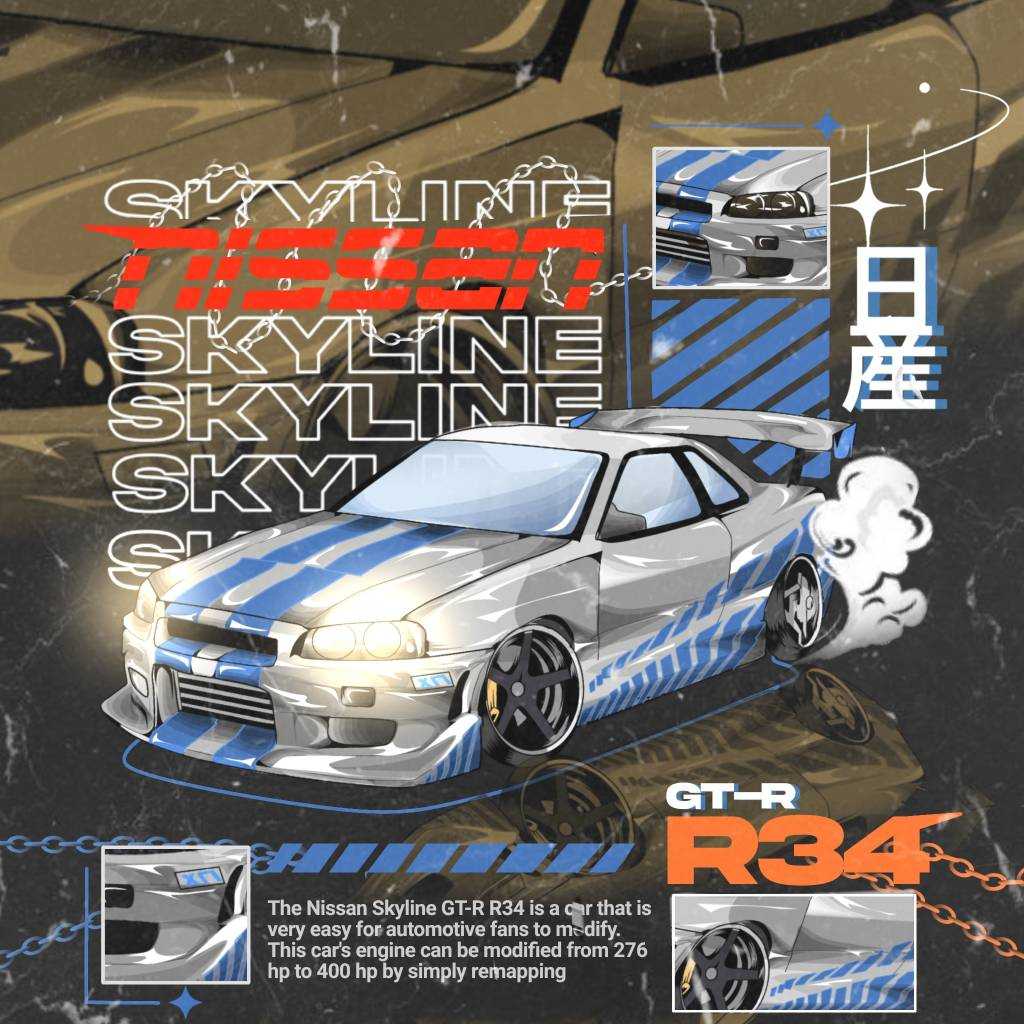 SKYLINE
nissan
SKYLINE
SKYLINE
SKYLINE
日産
GT-R
R34
The Nissan Skyline GT-R R34 is a car that is
very easy for automotive fans to modify.
This car's engine can be modified from 276
hp to 400 hp by simply remapping